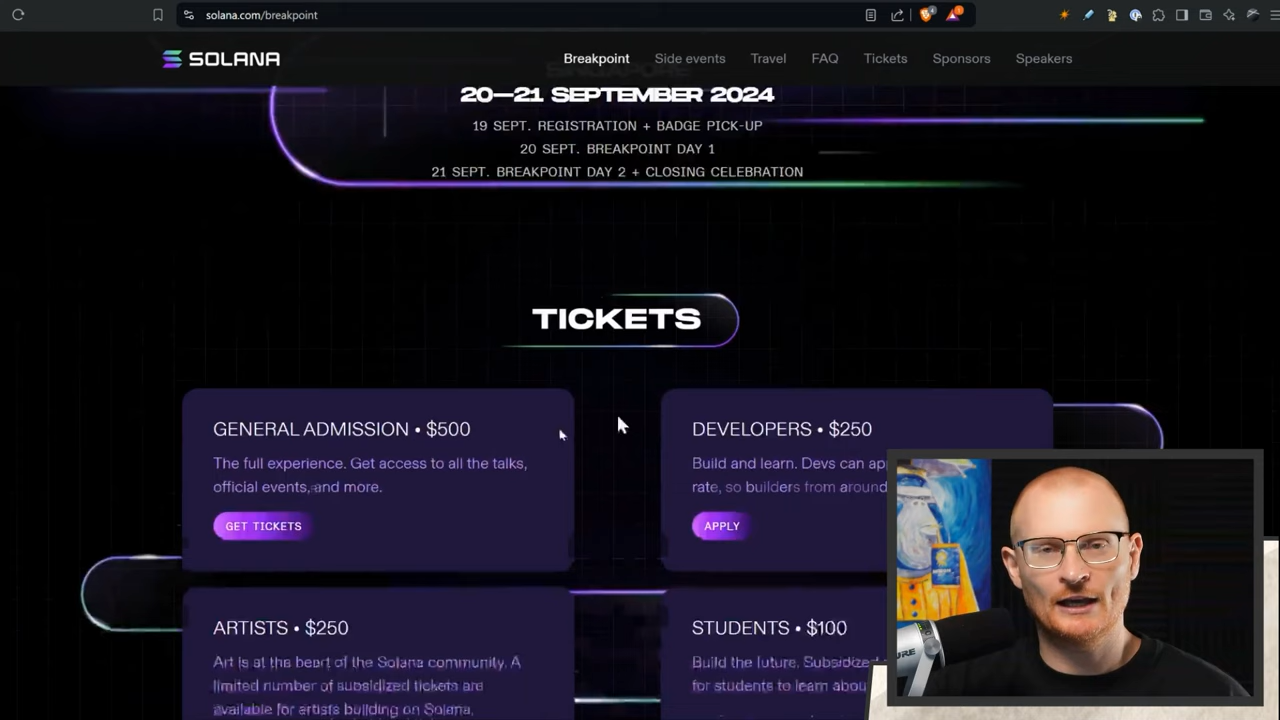 solana.com/breakpoint
SOLANA
Breakpoint
Side events
Travel
FAQ
Tickets
Sponsors
Speakers
SINGAPORE
20–21 SEPTEMBER 2024
19 SEPT. REGISTRATION + BADGE PICK-UP
20 SEPT. BREAKPOINT DAY 1
21 SEPT. BREAKPOINT DAY 2 + CLOSING CELEBRATION
TICKETS
GENERAL ADMISSION • $500
The full experience. Get access to all the talks,
official events, and more.
GET TICKETS
DEVELOPERS • $250
Build and learn. Devs can
rate, so builders from around
APPLY
ARTISTS • $250
Art is at the heart of the Solana community. A
limited number of subsidized tickets are
available for artists building on Solana,
STUDENTS • $100
Build the future. Subsidized
for students to learn